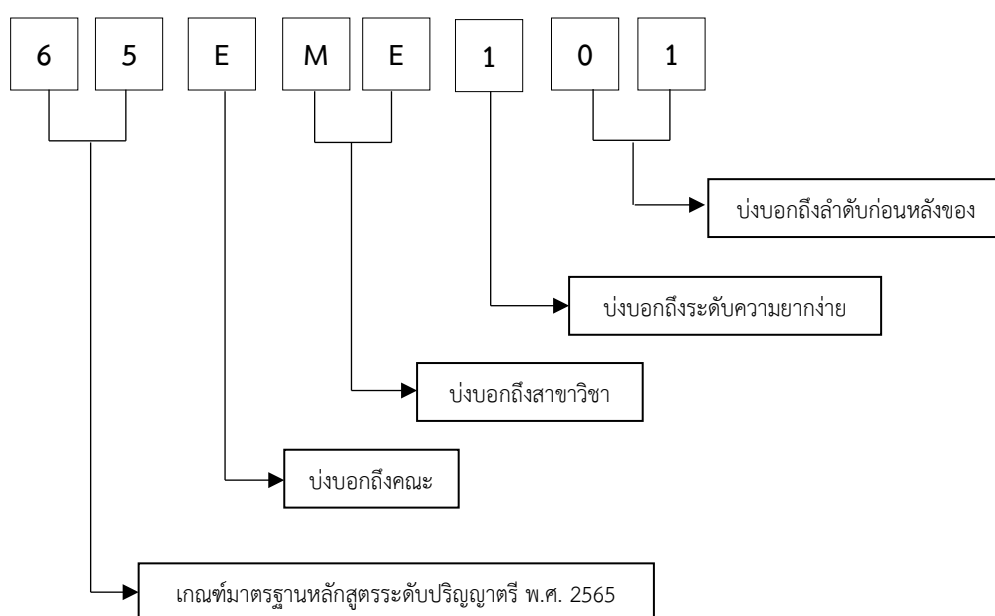 6 5 E M E 1 0 1
บ่งบอกถึงลำดับก่อนหลังของ
บ่งบอกถึงระดับความยากง่าย
บ่งบอกถึงสาขาวิชา
บ่งบอกถึงคณะ
เกณฑ์มาตรฐานหลักสูตรระดับปริญญาตรี พ.ศ. 2565